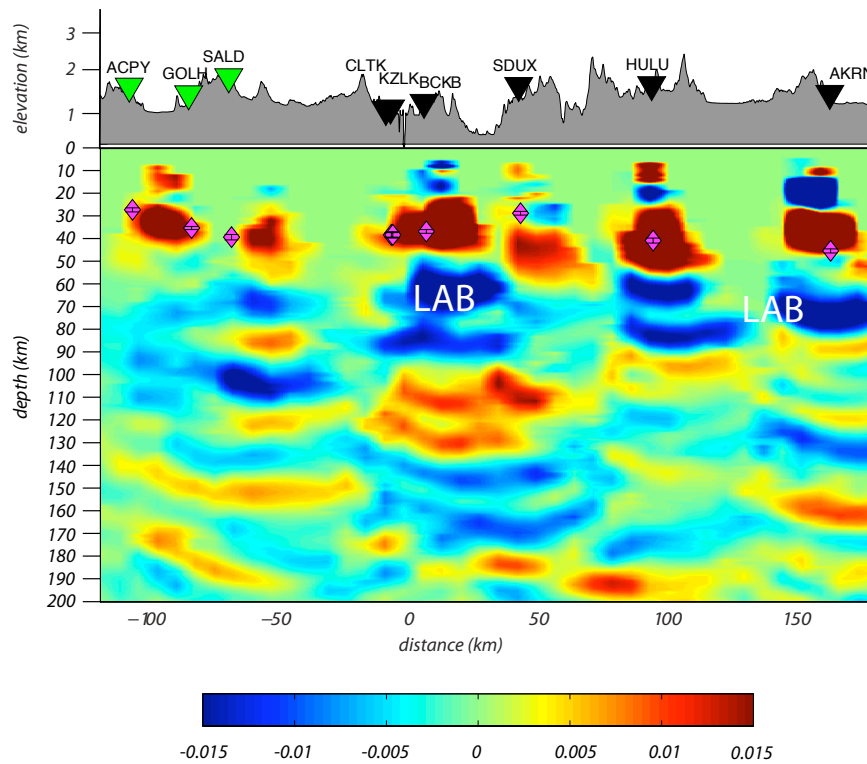 elevation (km)
3
2
1
0
ACPY
GOLH
SALD
CLTK
KZLK
BCKB
SDUX
HULU
AKRN
depth (km)
10
20
30
40
50
60
70
80
90
100
110
120
130
140
150
160
170
180
190
200
LAB
LAB
−100 −50 0 50 100 150
distance (km)
-0.015 -0.01 -0.005 0 0.005 0.01 0.015